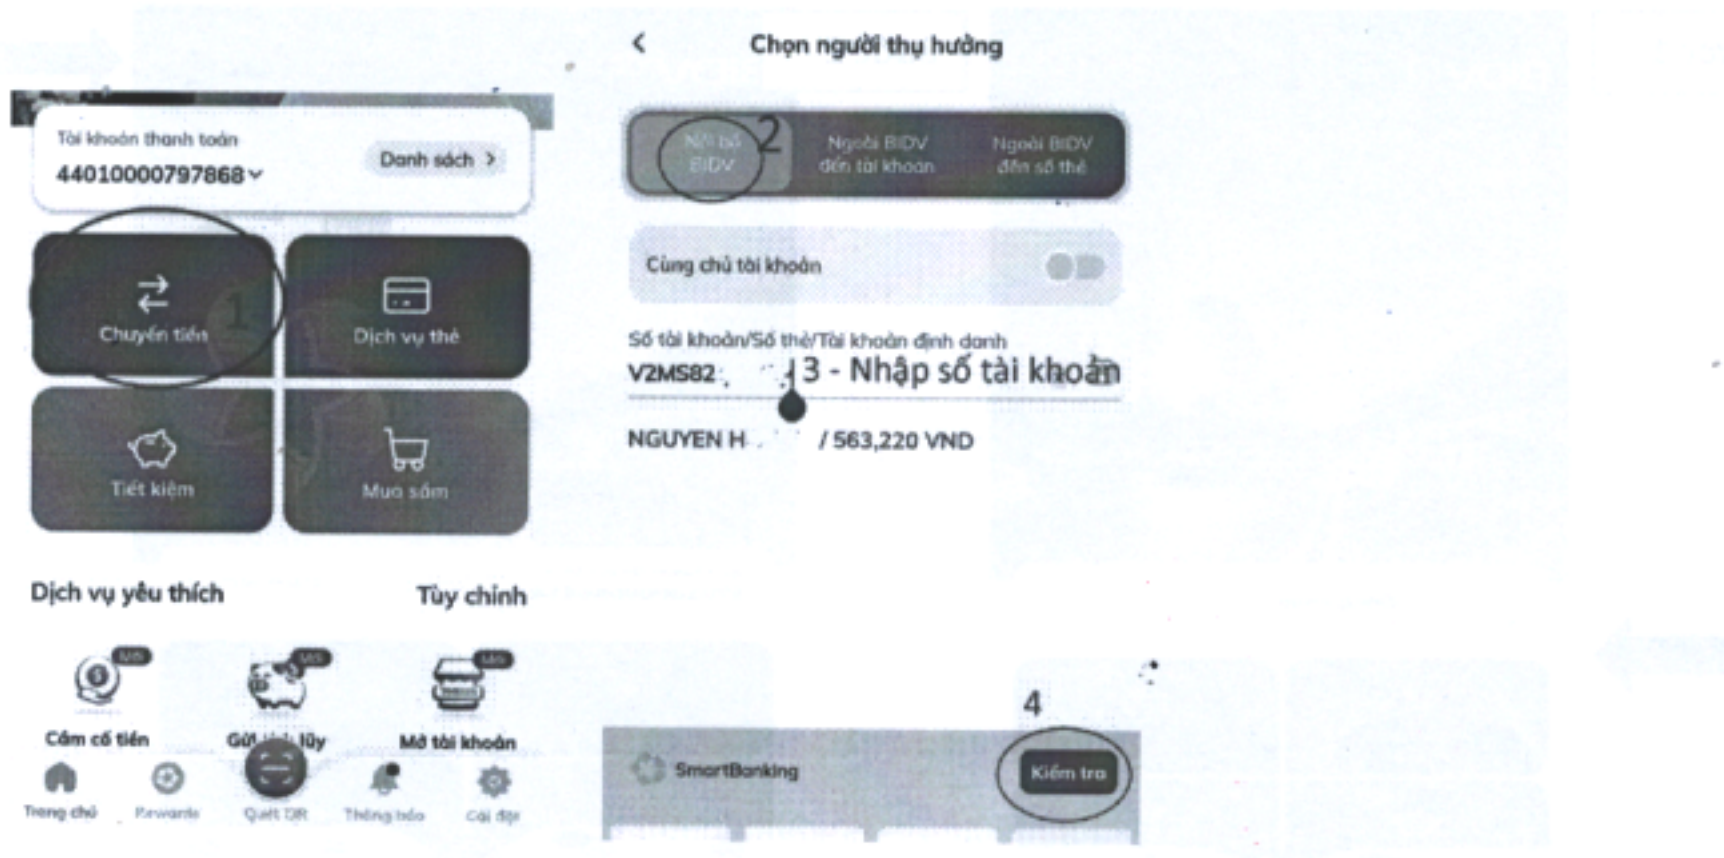 Tài khoản thanh toán
44010000797868
Danh sách >
1
Chuyển tiền
Dịch vụ thẻ
Tiết kiệm
Mua sắm
Dịch vụ yêu thích
Tùy chỉnh
Cầm cố tiền
Gửi lũy
Mở tài khoản
Trang chủ
Rewards
Quét QR
Thông báo
Cài đặt
< Chọn người thụ hưởng
Nội bộ
BIDV
2
Ngoài BIDV
đến tài khoản
Ngoài BIDV
đến số thẻ
Cùng chủ tài khoản
Số tài khoản/Số thẻ/Tài khoản định danh
V2MS82
3 - Nhập số tài khoản
NGUYEN H / 563,220 VND
4
SmartBanking
Kiểm tra